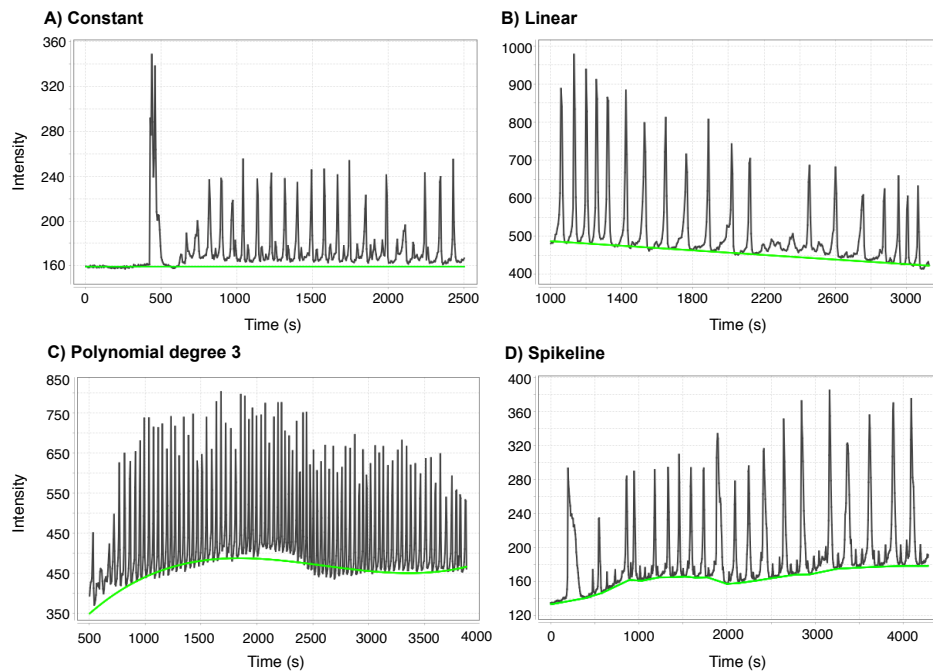 A) Constant
360
320
280
240
200
160
Intensity
0 500 1000 1500 2000 2500
Time (s)
B) Linear
1000
900
800
700
600
500
400
1000 1400 1800 2200 2600 3000
Time (s)
C) Polynomial degree 3
850
750
650
550
450
450
350
Intensity
500 1000 1500 2000 2500 3000 3500 4000
Time (s)
D) Spikeline
400
360
320
280
240
200
160
120
0 1000 2000 3000 4000
Time (s)